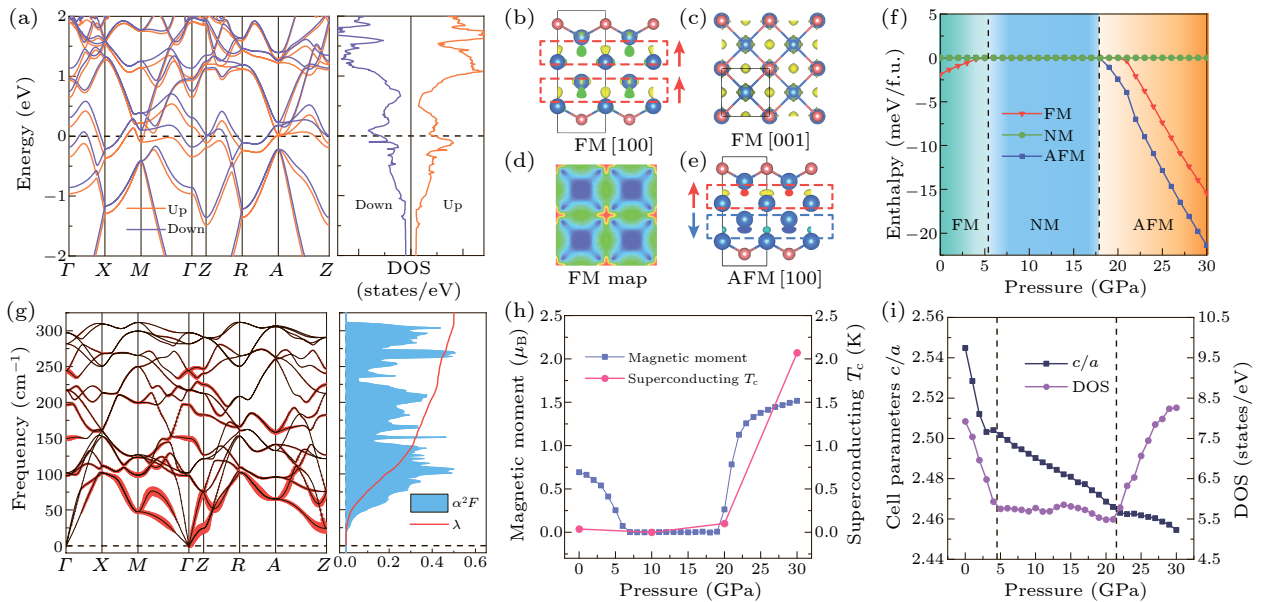 (a)
Energy (eV)
2
1
0
−1
−2
Up
Down
Γ X M Γ Z R A Z
Down
Up
DOS
(states/eV)
(b)
FM [100]
(c)
FM [001]
(d)
FM map
(e)
AFM [100]
(f)
Enthalpy (meV/f.u.)
5
0
−5
−10
−15
−20
FM
NM
AFM
FM
NM
AFM
0 5 10 15 20 25 30
Pressure (GPa)
(g)
Frequency (cm−1)
300
250
200
150
100
50
0
Γ X M Γ Z R A Z
α2F
λ
0.2 0.4 0.6
(h)
Magnetic moment (μB)
2.5
2.0
1.5
1.0
0.5
0.0
Magnetic moment
Superconducting Tc
2.5
2.0
1.5
1.0
0.5
0.0
Superconducting Tc (K)
0 5 10 15 20 25 30
Pressure (GPa)
(i)
Cell parameters c/a
2.56
2.54
2.52
2.50
2.48
2.46
2.44
c/a
DOS
10.5
9.5
8.5
7.5
6.5
5.5
4.5
DOS (states/eV)
0 5 10 15 20 25 30
Pressure (GPa)